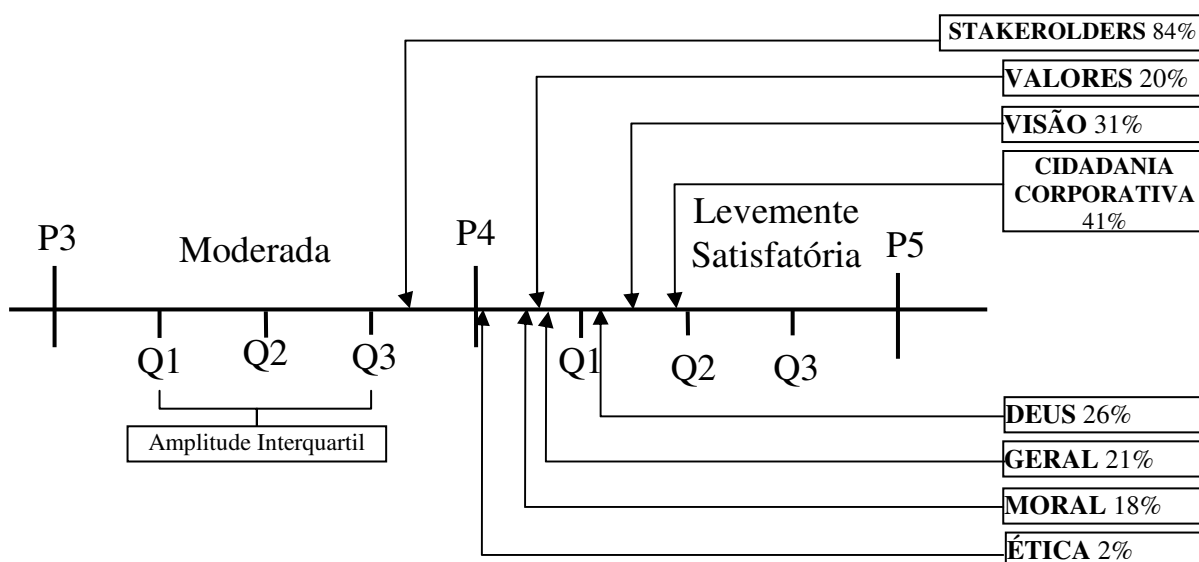 STAKEROLDERS 84%
VALORES 20%
VISÃO 31%
CIDADANIA
CORPORATIVA
41%
P3
Moderada
P4
Levemente
Satisfatória
P5
Q1
Q2
Q3
Q1
Q2
Q3
Amplitude Interquartil
DEUS 26%
GERAL 21%
MORAL 18%
ÉTICA 2%